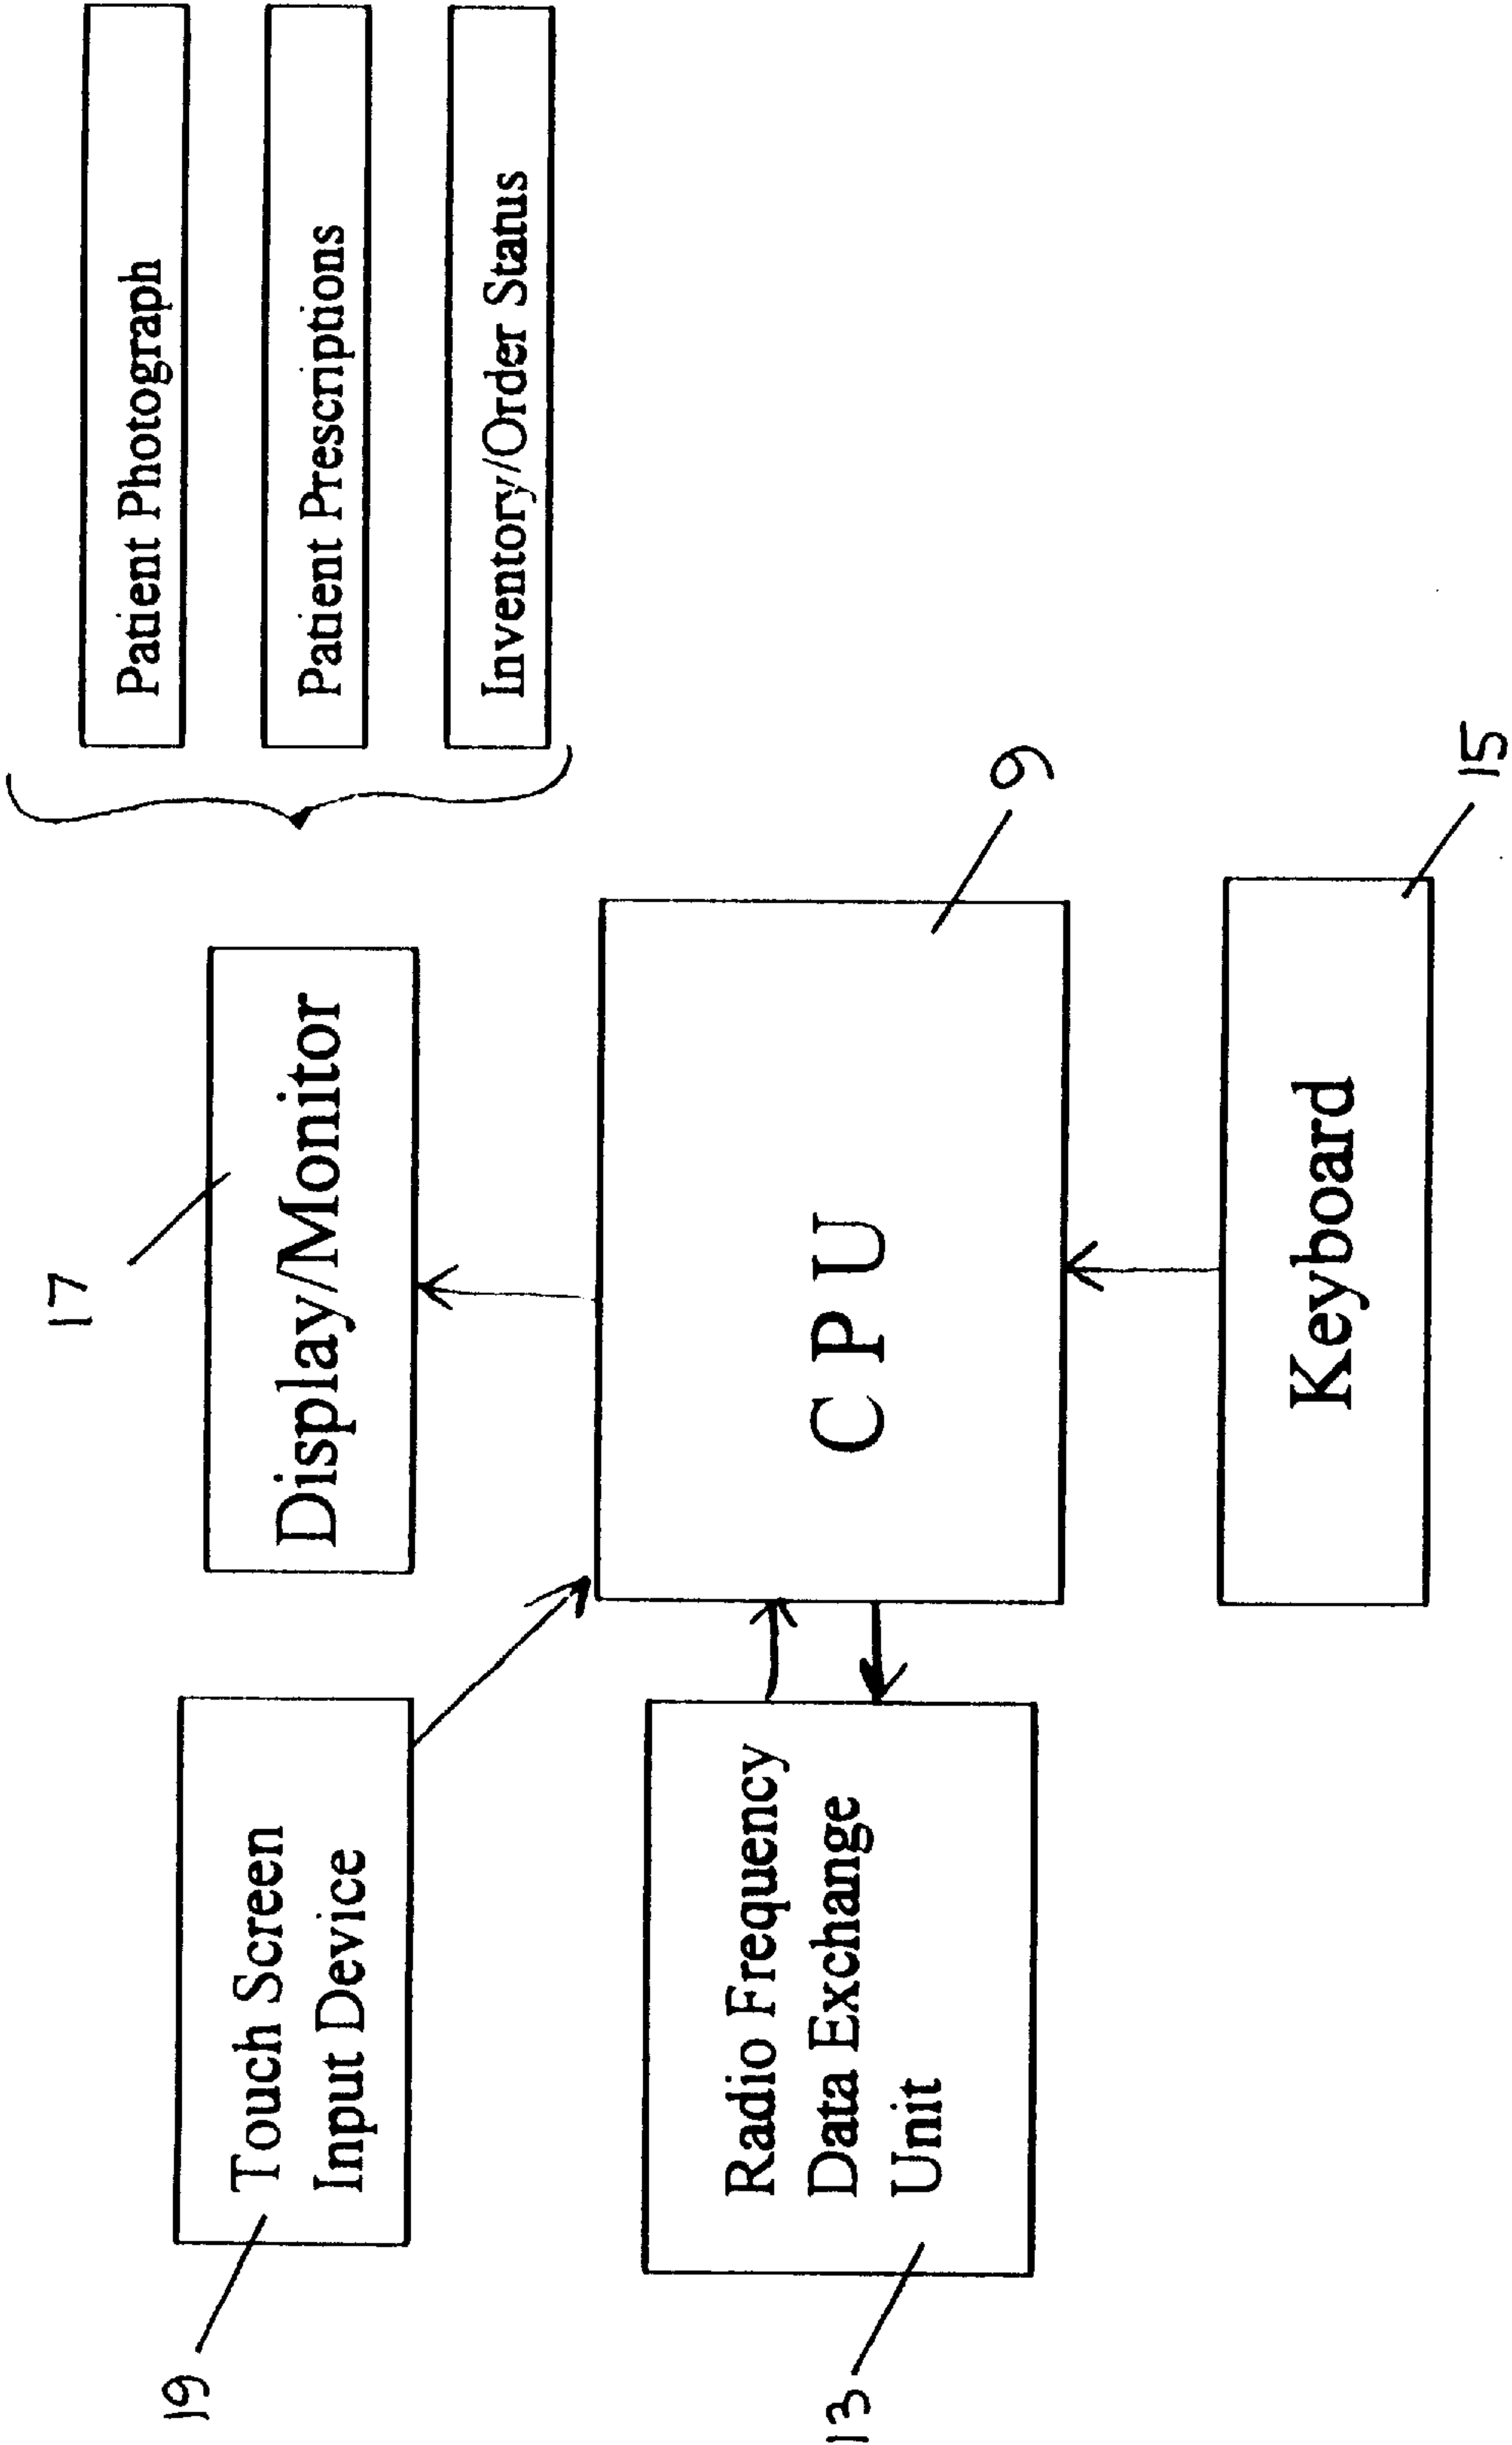 17
19
Touch Screen
Input Device
Display/Monitor
Patient Photograph
Patient Prescriptions
Inventory/Order Status
Radio Frequency
Data Exchange
Unit
13
C P U
9
Keyboard
15